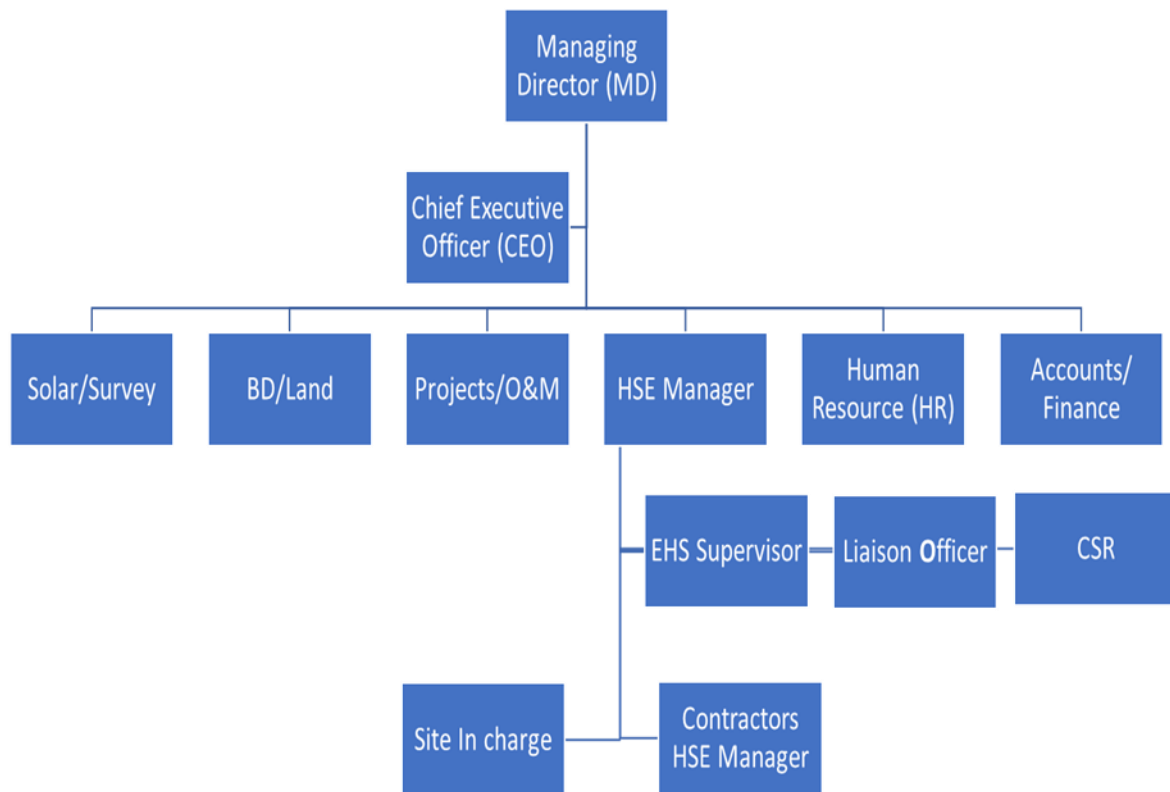 Managing
Director (MD)
Chief Executive
Officer (CEO)
Solar/Survey
BD/Land
Projects/O&M
HSE Manager
Human
Resource (HR)
Accounts/
Finance
EHS Supervisor
Liaison Officer
CSR
Site In charge
Contractors
HSE Manager